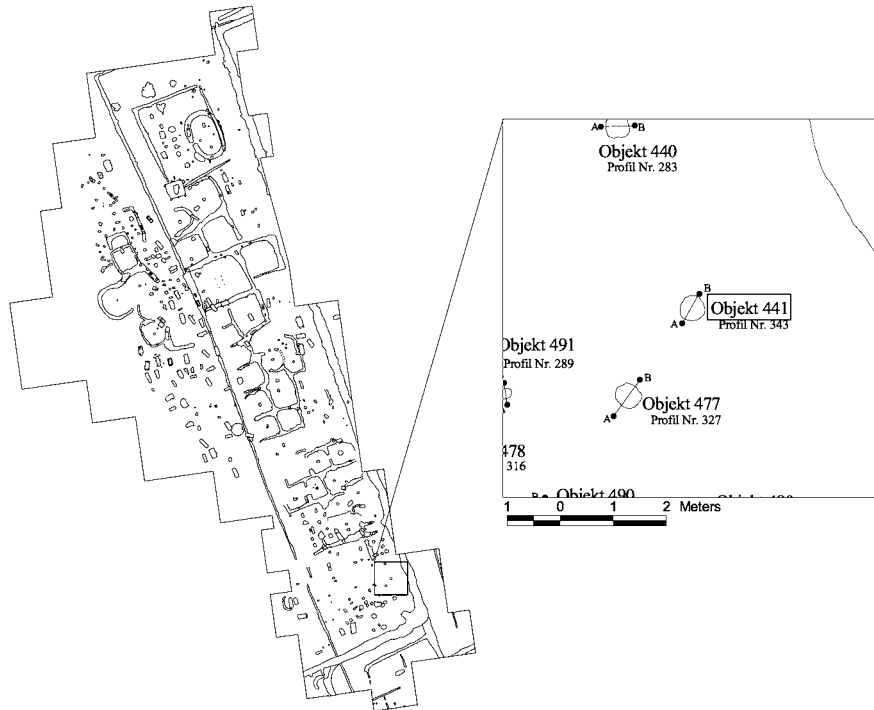 A B
Objekt 440
Profil Nr. 283
B
Objekt 441
A
Profil Nr. 343
Objekt 491
Profil Nr. 289
B
Objekt 477
A
Profil Nr. 327
A
478
316
B Objekt 490
1 0 1 2 Meters